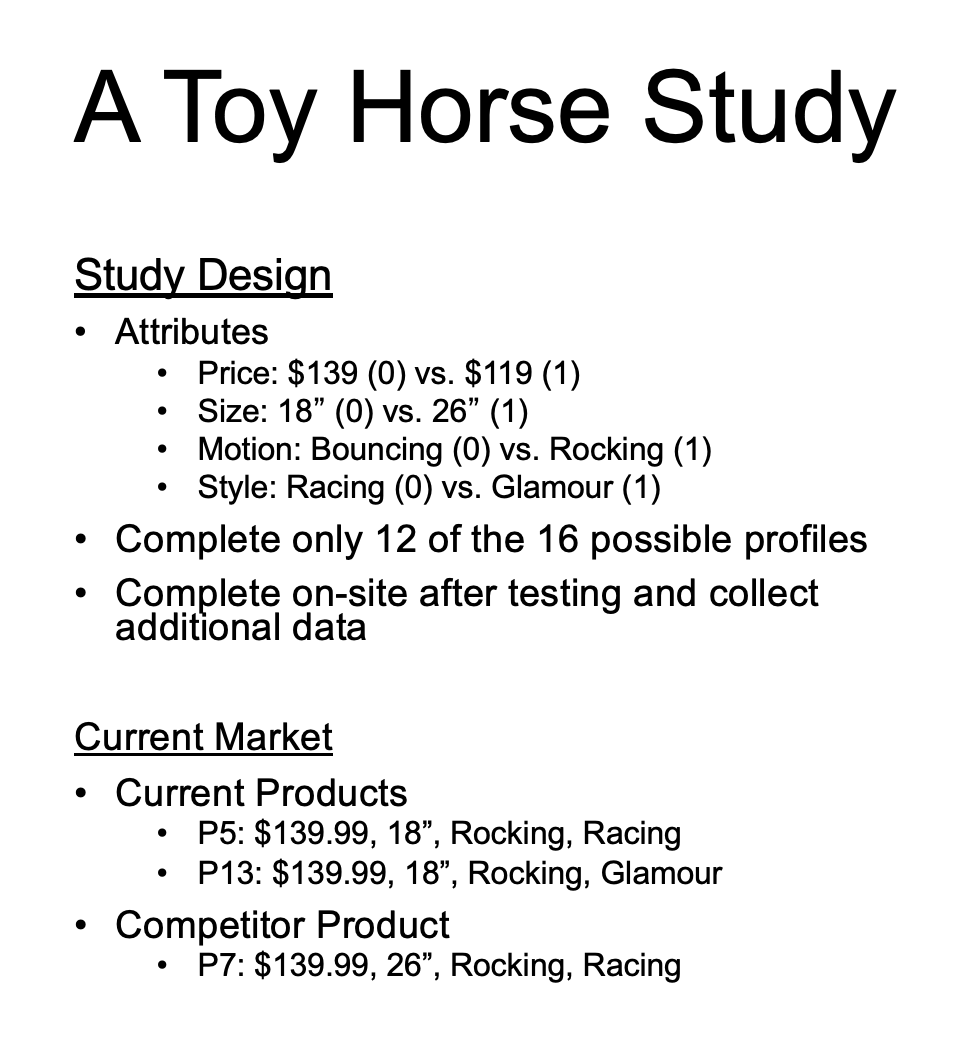 A Toy Horse Study
Study Design
• Attributes
• Price: $139 (0) vs. $119 (1)
• Size: 18” (0) vs. 26” (1)
• Motion: Bouncing (0) vs. Rocking (1)
• Style: Racing (0) vs. Glamour (1)
• Complete only 12 of the 16 possible profiles
• Complete on-site after testing and collect
additional data
Current Market
• Current Products
• P5: $139.99, 18”, Rocking, Racing
• P13: $139.99, 18”, Rocking, Glamour
• Competitor Product
• P7: $139.99, 26”, Rocking, Racing